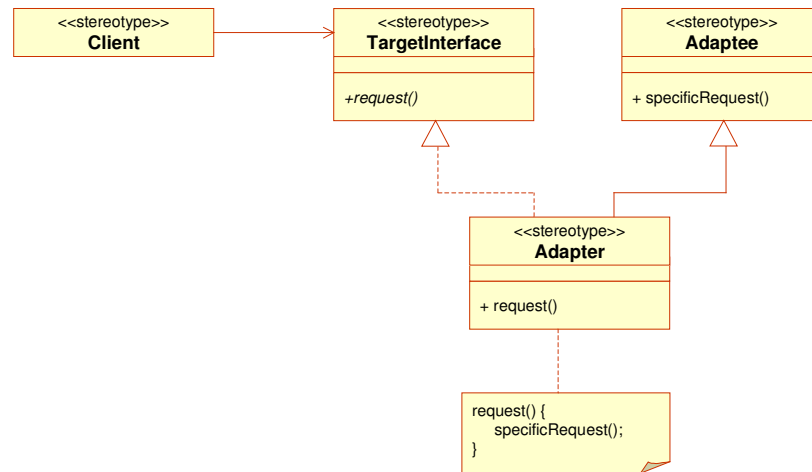 <<stereotype>>
Client
<<stereotype>>
TargetInterface
+request()
<<stereotype>>
Adaptee
+ specificRequest()
<<stereotype>>
Adapter
+ request()
request() {
specificRequest();
}